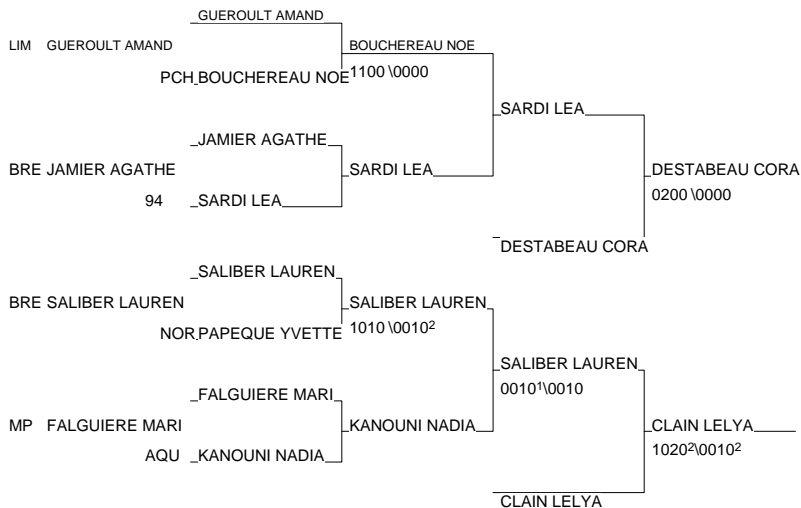 GUEROULT AMAND
LIM GUEROULT AMAND
BOUCHEREAU NOE
PCH BOUCHEREAU NOE
1100\0000
SARDI LEA
JAMIER AGATHE
BRE JAMIER AGATHE
SARDI LEA
DESTABEAU CORA
94 SARDI LEA
0200\0000
DESTABEAU CORA
SALIBER LAUREN
BRE SALIBER LAUREN
SALIBER LAUREN
NOR PAPEQUE YVETTE
1010\0010²
SALIBER LAUREN
0010¹\0010
FALGUIERE MARI
MP FALGUIERE MARI
KANOUNI NADIA
CLAIN LELYA
AQU KANOUNI NADIA
1020²\0010²
CLAIN LELYA